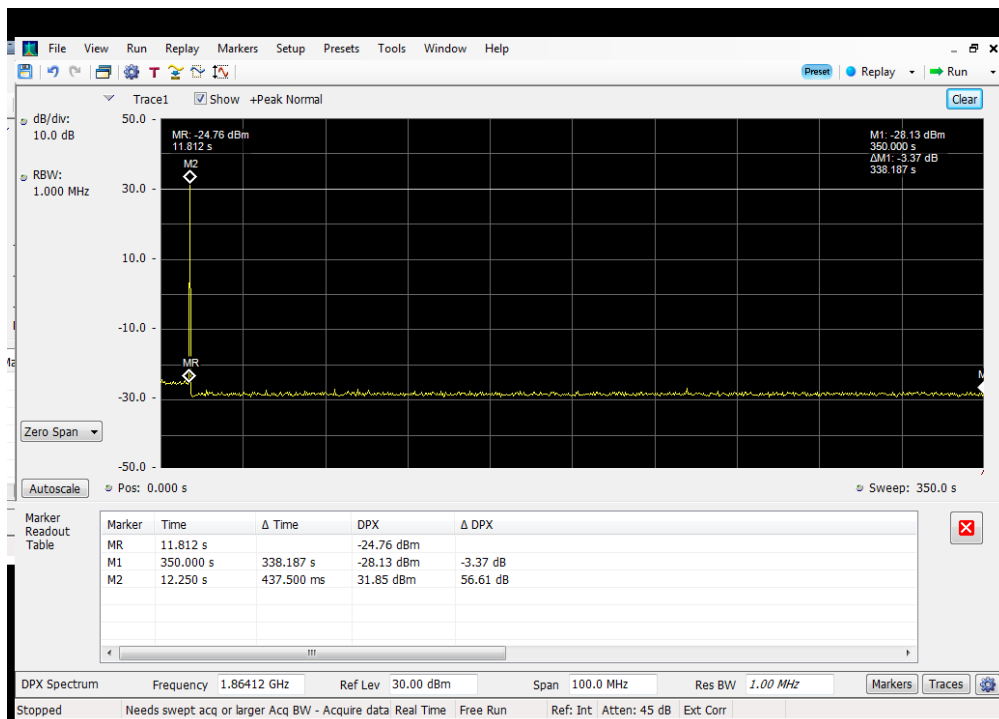 File View Run Replay Markers Setup Presets Tools Window Help
T Preset Replay Run
Trace1 Show +Peak Normal Clear
dB/div:
10.0 dB
RBW:
1.000 MHz
50.0 -
30.0 -
10.0 -
-10.0 -
-30.0 -
-50.0 -
MR: -24.76 dBm
11.812 s
M2
M1: -28.13 dBm
350.000 s
ΔM1: -3.37 dB
338.187 s
MR
Zero Span
Autoscale Pos: 0.000 s Sweep: 350.0 s
Marker
Readout
Table
Marker Time Δ Time DPX Δ DPX
MR 11.812 s -24.76 dBm
M1 350.000 s 338.187 s -28.13 dBm -3.37 dB
M2 12.250 s 437.500 ms 31.85 dBm 56.61 dB
DPX Spectrum Frequency 1.86412 GHz Ref Lev 30.00 dBm Span 100.0 MHz Res BW 1.00 MHz Markers Traces
Stopped Needs swept acq or larger Acq BW - Acquire data Real Time Free Run Ref: Int Atten: 45 dB Ext Corr